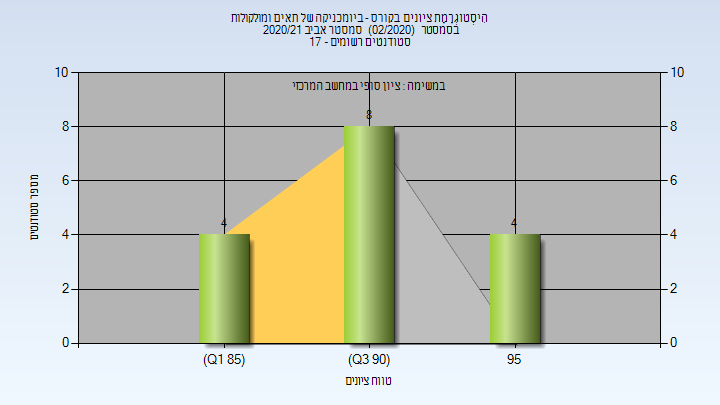 היסטוגרמת ציונים בקורס - ביומכניקה של תאים ומולקולות
בסמסטר (02/2020) סמסטר אביב 2020/21
סטודנטים רשומים - 17
במשימה : ציון סופי במחשב המרכזי
10
8
6
4
2
0
10
8
6
4
2
0
4
8
4
מספר סטודנטים
(Q1 85)
(Q3 90)
95
טווח ציונים